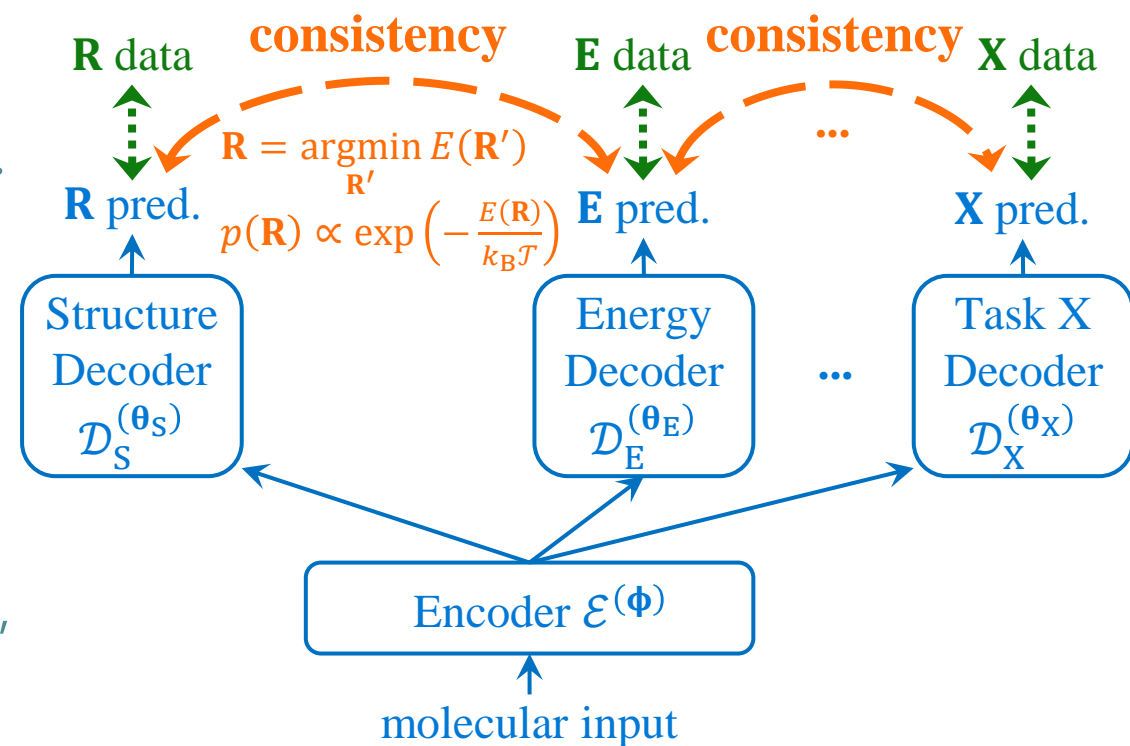 consistency consistency
R data E data X data
...
R = argmin E(R′)
R′
R pred. E pred. X pred.
p(R) ∝ exp(−E(R)/k_B𝒯)
Structure Decoder 𝒟_S^(θ_S)
Energy Decoder 𝒟_E^(θ_E)
...
Task X Decoder 𝒟_X^(θ_X)
Encoder ℰ^(ϕ)
molecular input